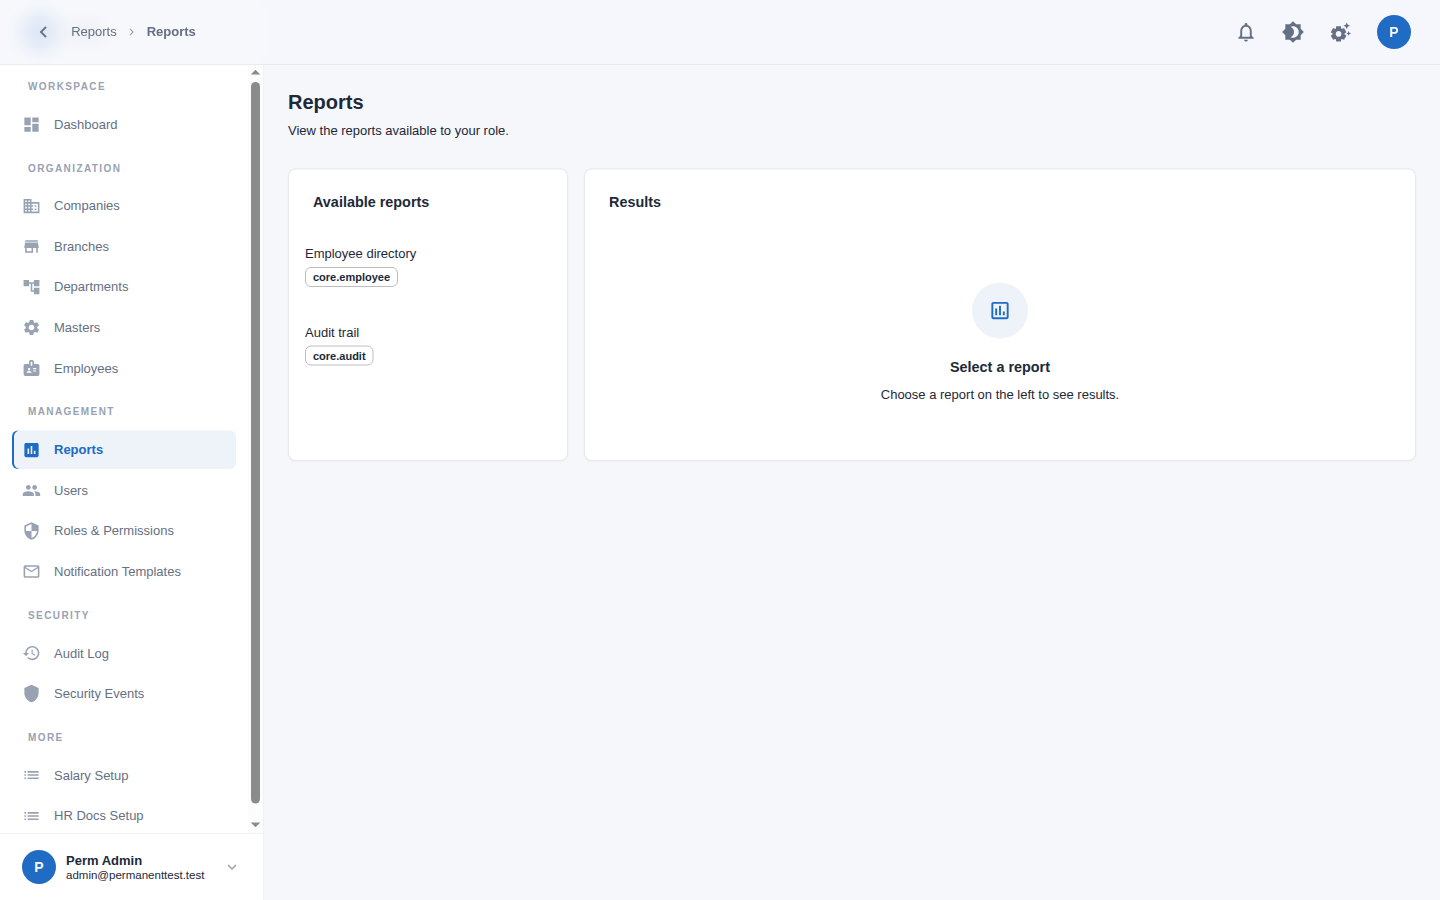 Reports
Reports
P
WORKSPACE
Dashboard
ORGANIZATION
Companies
Branches
Departments
Masters
Employees
MANAGEMENT
Reports
Users
Roles & Permissions
Notification Templates
SECURITY
Audit Log
Security Events
MORE
Salary Setup
HR Docs Setup
P
Perm Admin
admin@permanenttest.test
Reports
View the reports available to your role.
Available reports
Employee directory
core.employee
Audit trail
core.audit
Results
Select a report
Choose a report on the left to see results.